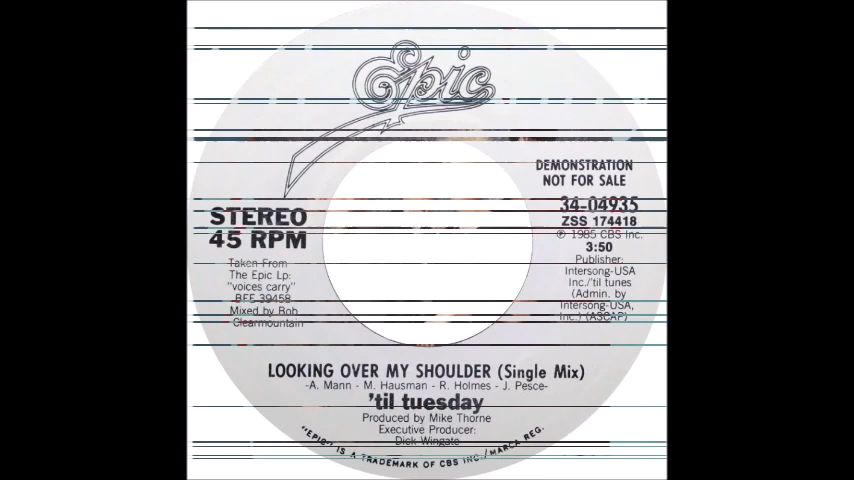 Epic
DEMONSTRATION
NOT FOR SALE
34-04935
ZSS 174418
℗ 1985 CBS Inc.
3:50
Publisher:
Intersong-USA
Inc./'til tunes
(Admin. by
Intersong-USA,
Inc.) (ASCAP)
STEREO
45 RPM
Taken From
The Epic Lp:
"voices carry"
BFE 39458
Mixed by Bob
Clearmountain
LOOKING OVER MY SHOULDER (Single Mix)
-A. Mann - M. Hausman - R. Holmes - J. Pesce-
'til tuesday
Produced by Mike Thorne
Executive Producer:
Dick Wingate
"EPIC" IS A TRADEMARK OF CBS INC./MARCA REG.